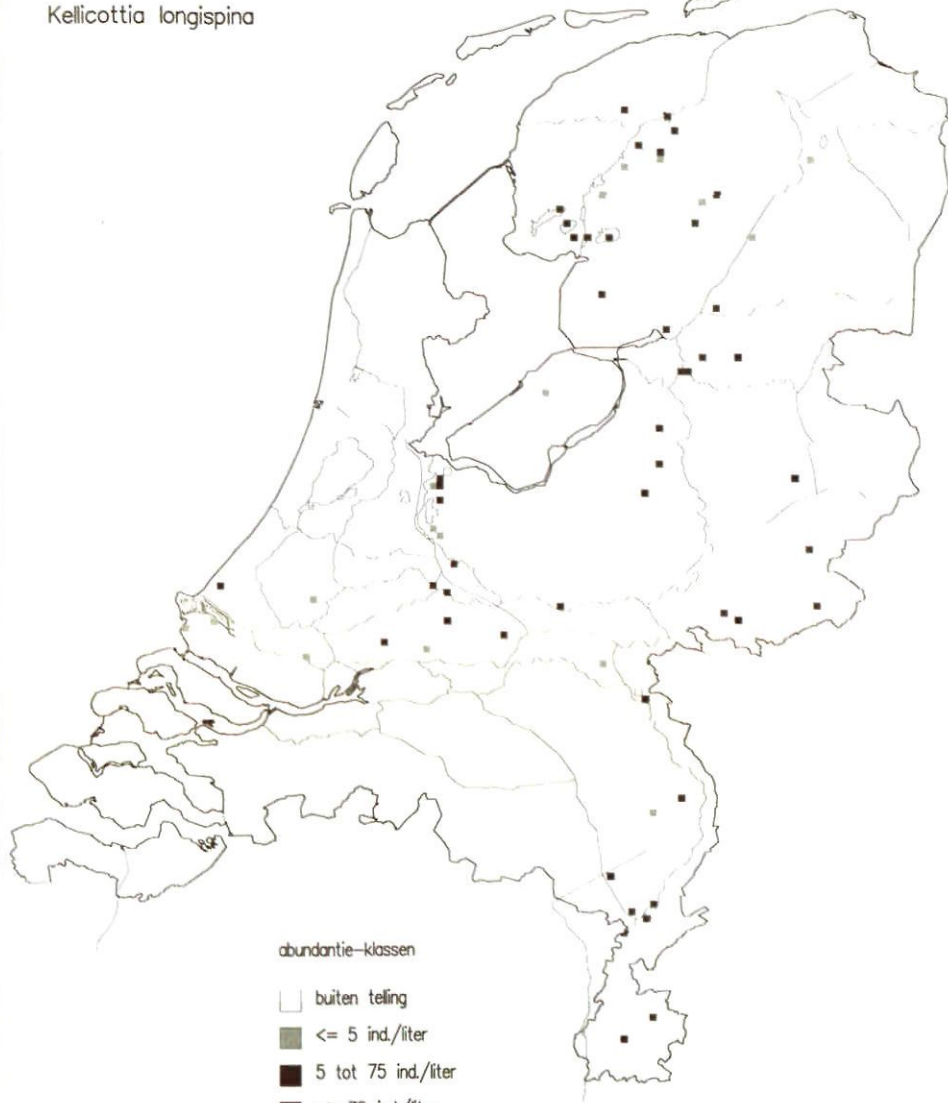 Kellicottia longispina
abundantie-klassen
buiten telling
<= 5 ind./liter
5 tot 75 ind./liter